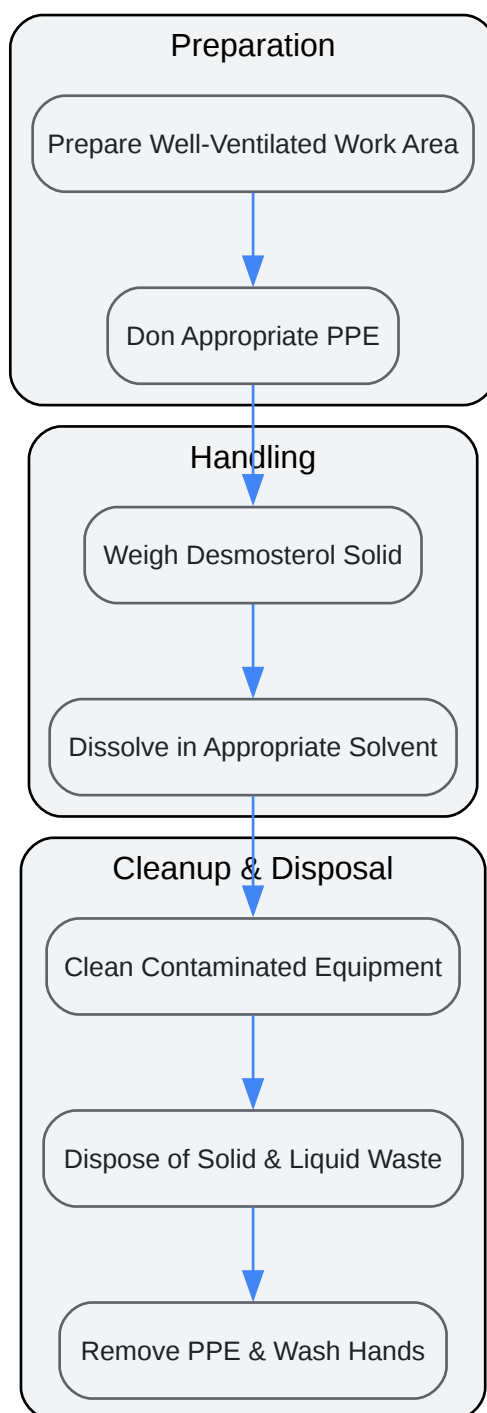 Preparation
Prepare Well-Ventilated Work Area
Don Appropriate PPE
Handling
Weigh Desmosterol Solid
Dissolve in Appropriate Solvent
Cleanup & Disposal
Clean Contaminated Equipment
Dispose of Solid & Liquid Waste
Remove PPE & Wash Hands